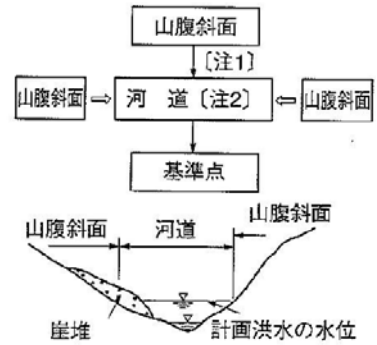 山腹斜面
〔注1〕
山腹斜面
河 道〔注2〕
山腹斜面
基準点
山腹斜面
河道
山腹斜面
崖堆
計画洪水の水位